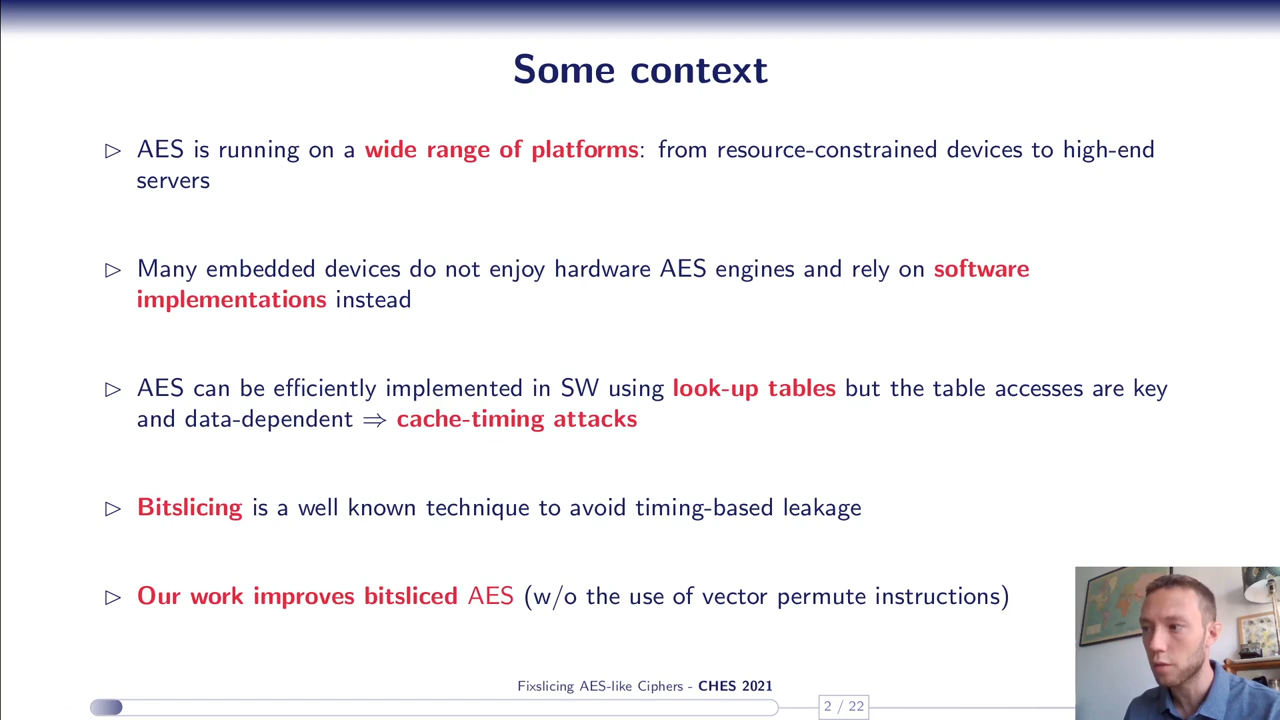 Some context
▷ AES is running on a wide range of platforms: from resource-constrained devices to high-end
servers
▷ Many embedded devices do not enjoy hardware AES engines and rely on software
implementations instead
▷ AES can be efficiently implemented in SW using look-up tables but the table accesses are key
and data-dependent ⇒ cache-timing attacks
▷ Bitslicing is a well known technique to avoid timing-based leakage
▷ Our work improves bitsliced AES (w/o the use of vector permute instructions)
Fixslicing AES-like Ciphers - CHES 2021
2 / 22